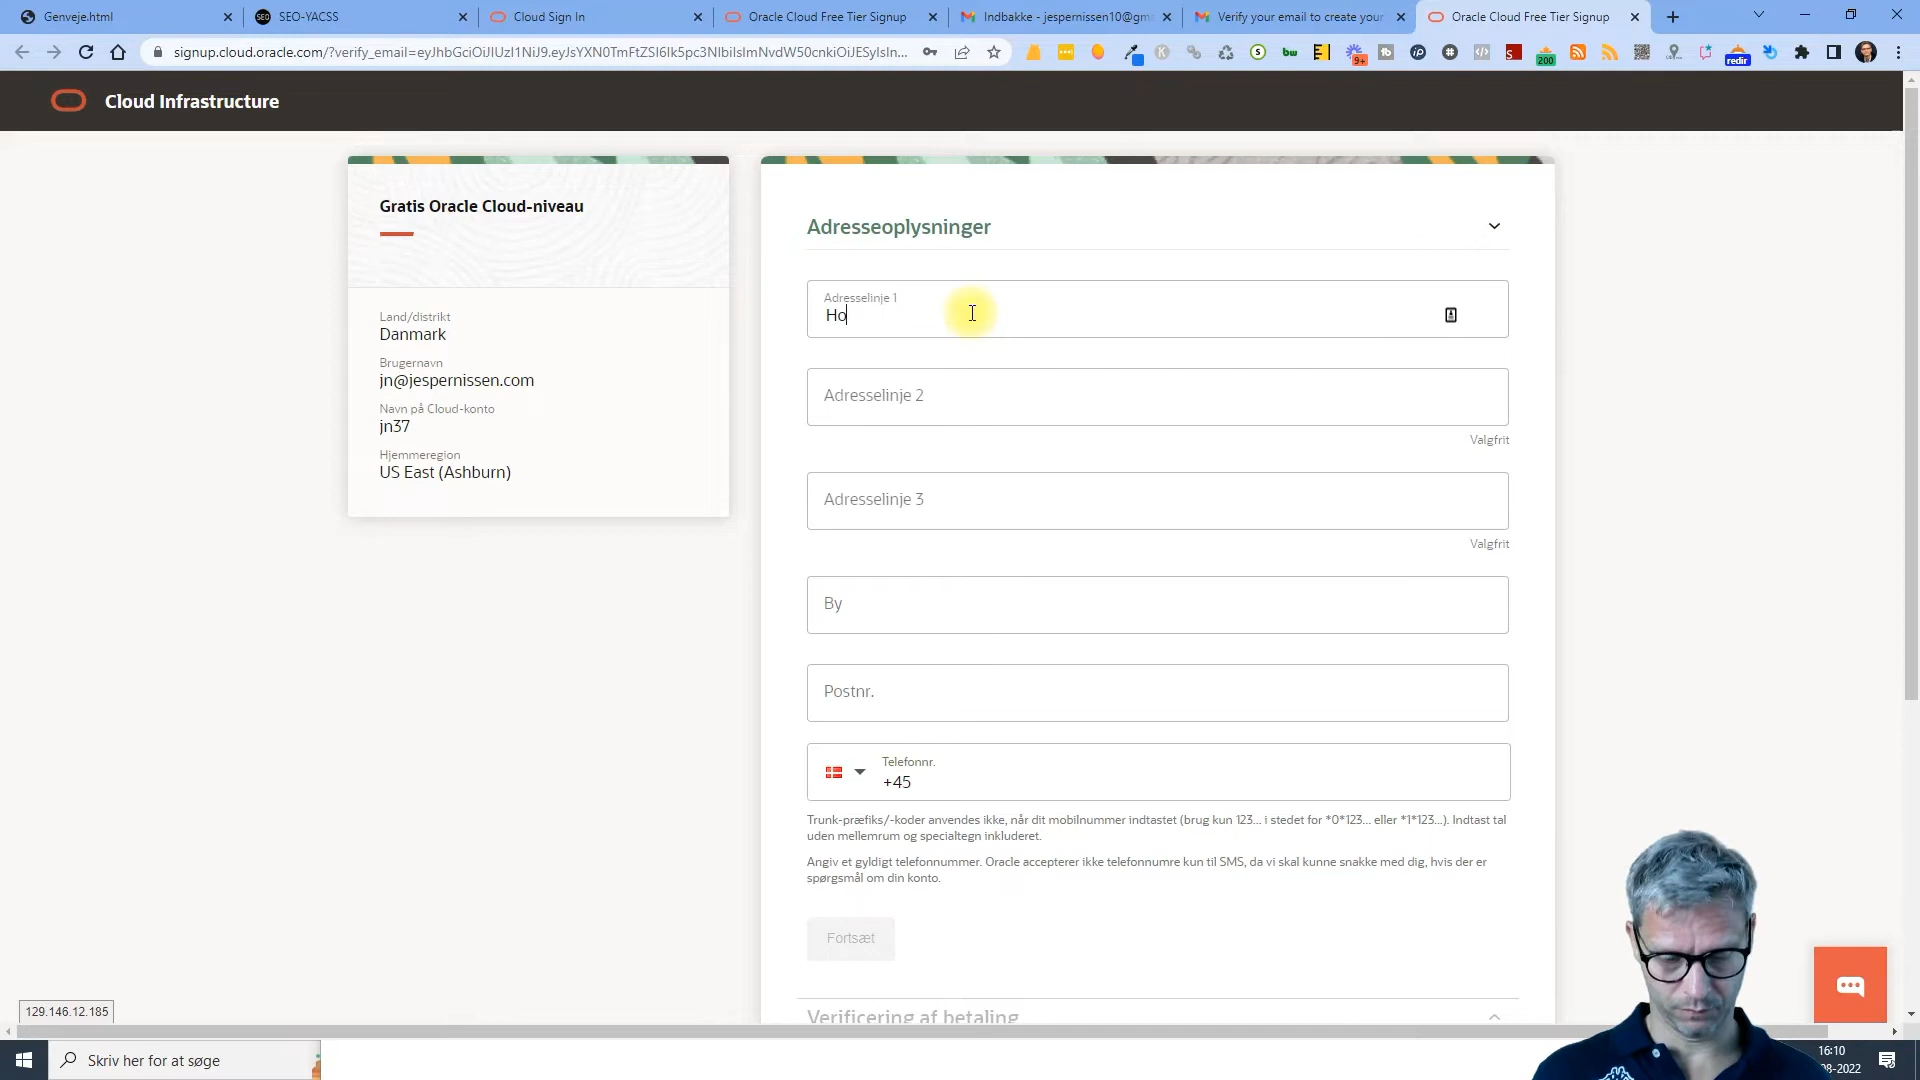 Genveje.html
SEO-YACSS
Cloud Sign In
Oracle Cloud Free Tier Signup
Indbakke - jespernissen10@gm
Verify your email to create your
Oracle Cloud Free Tier Signup
signup.cloud.oracle.com/?verify_email=eyJhbGciOiJIUzI1NiJ9.eyJsYXN0TmFtZSI6Ik5pc3NlbiIsImNvdW50cnkiOiJESyIsIn...
9+
200
redir
Cloud Infrastructure
Gratis Oracle Cloud-niveau
Land/distrikt
Danmark
Brugernavn
jn@jespernissen.com
Navn på Cloud-konto
jn37
Hjemmeregion
US East (Ashburn)
Adresseoplysninger
Adresselinje 1
Ho
Adresselinje 2
Valgfrit
Adresselinje 3
Valgfrit
By
Postnr.
Telefonnr.
+45
Trunk-præfiks/-koder anvendes ikke, når dit mobilnummer indtastet (brug kun 123... i stedet for *0*123... eller *1*123...). Indtast tal
uden mellemrum og specialtegn inkluderet.
Angiv et gyldigt telefonnummer. Oracle accepterer ikke telefonnumre kun til SMS, da vi skal kunne snakke med dig, hvis der er
spørgsmål om din konto.
Fortsæt
Verificering af betaling
129.146.12.185
Skriv her for at søge
16:10
08-2022